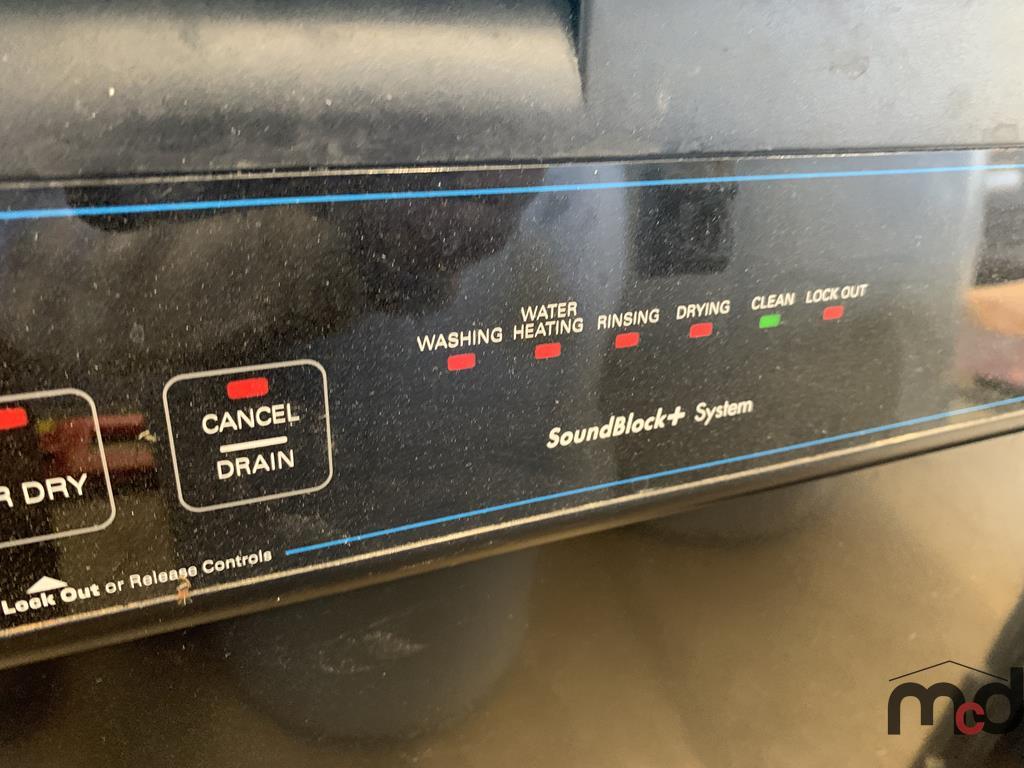 WASHING
WATER
HEATING
RINSING
DRYING
CLEAN
LOCK OUT
CANCEL
DRAIN
R DRY
SoundBlock+ System
Lock Out or Release Controls
mcd